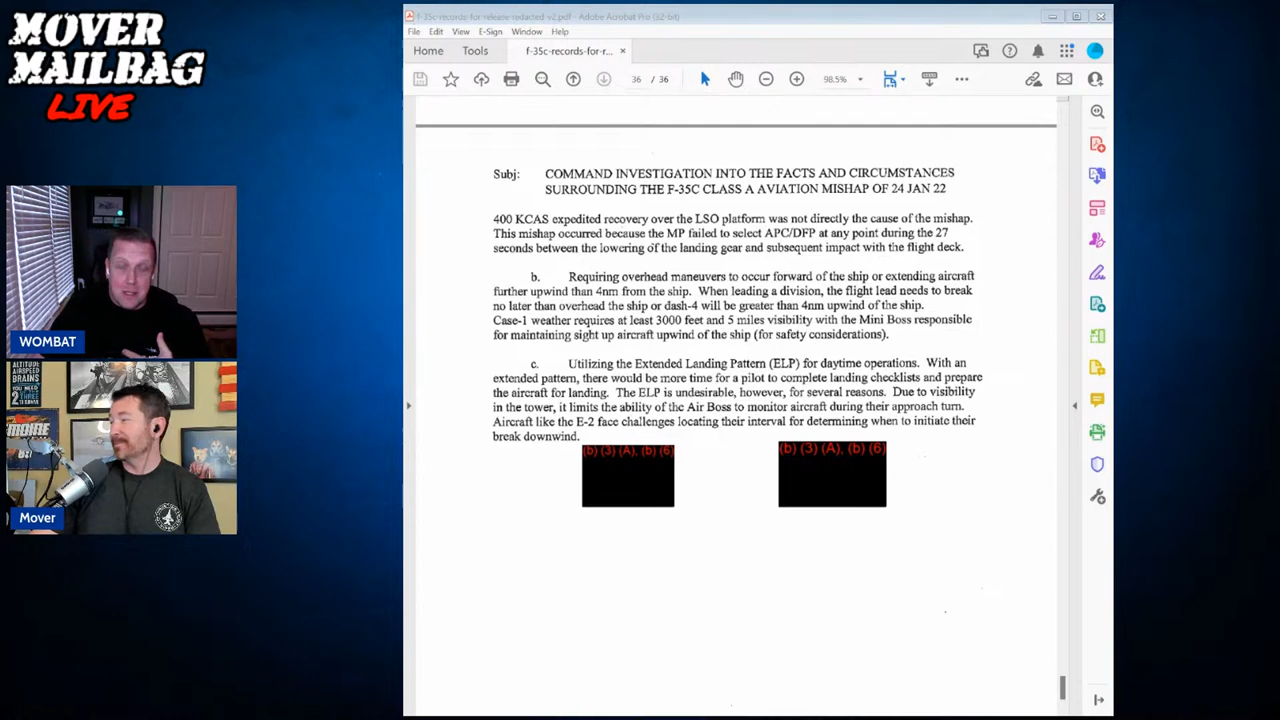 MOVER
MAILBAG
LIVE
WOMBAT
ALTITUDE
AIRSPEED
BRAINS
YOU NEED
2 THREE
Mover
f-35c-records-for-release-redacted-v2.pdf - Adobe Acrobat Pro (32-bit)
File Edit View E-Sign Window Help
Home Tools f-35c-records-for-r... ×
36 / 36 98.5%
Subj: COMMAND INVESTIGATION INTO THE FACTS AND CIRCUMSTANCES
SURROUNDING THE F-35C CLASS A AVIATION MISHAP OF 24 JAN 22
400 KCAS expedited recovery over the LSO platform was not directly the cause of the mishap.
This mishap occurred because the MP failed to select APC/DFP at any point during the 27
seconds between the lowering of the landing gear and subsequent impact with the flight deck.
b. Requiring overhead maneuvers to occur forward of the ship or extending aircraft
further upwind than 4nm from the ship. When leading a division, the flight lead needs to break
no later than overhead the ship or dash-4 will be greater than 4nm upwind of the ship.
Case-1 weather requires at least 3000 feet and 5 miles visibility with the Mini Boss responsible
for maintaining sight up aircraft upwind of the ship (for safety considerations).
c. Utilizing the Extended Landing Pattern (ELP) for daytime operations. With an
extended pattern, there would be more time for a pilot to complete landing checklists and prepare
the aircraft for landing. The ELP is undesirable, however, for several reasons. Due to visibility
in the tower, it limits the ability of the Air Boss to monitor aircraft during their approach turn.
Aircraft like the E-2 face challenges locating their interval for determining when to initiate their
break downwind.
(b) (3) (A), (b) (6) (b) (3) (A), (b) (6)